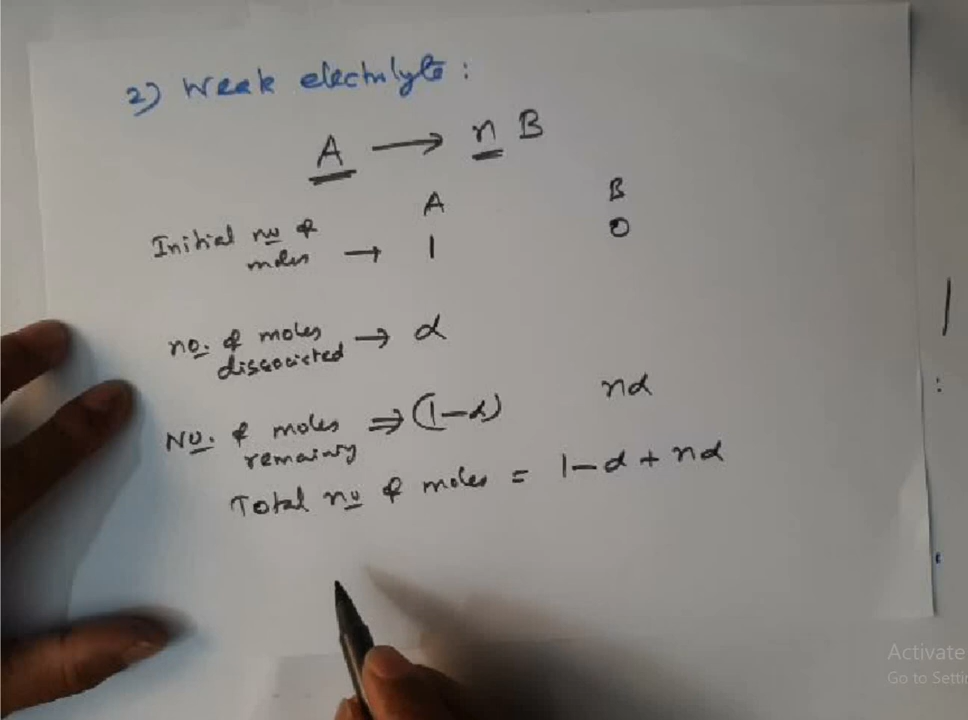 2) Weak electrolyte :
A → n B
A B
Initial no of
moles → 1 0
no. of moles
dissociated → α
nα
No. of moles ⇒ (1-α)
remaining
Total no of moles = 1-α + nα
Activate
Go to Settin